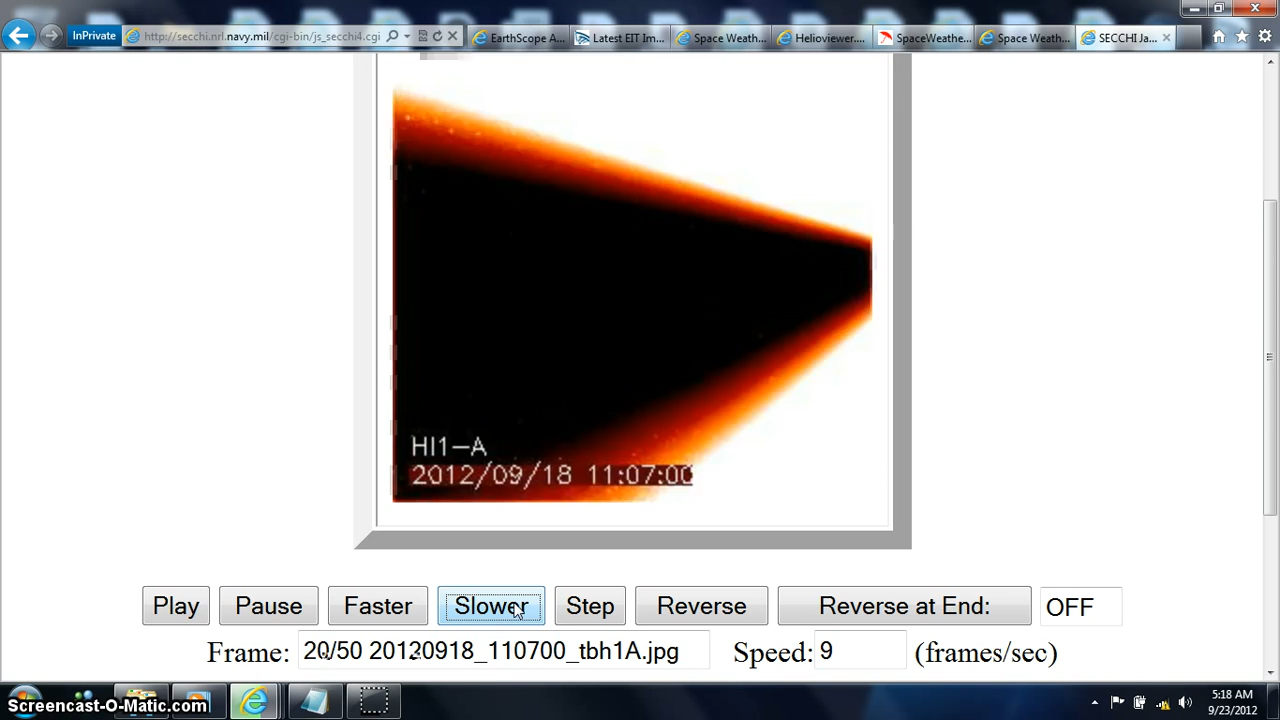 InPrivate
http://secchi.nrl.navy.mil/cgi-bin/js_secchi4.cgi
EarthScope A...
Latest EIT Im...
Space Weath...
Helioviewer....
SpaceWeathe...
Space Weath...
SECCHI Ja...
HI1-A
2012/09/18 11:07:00
Play
Pause
Faster
Slower
Step
Reverse
Reverse at End:
OFF
Frame:
20/50 20120918_110700_tbh1A.jpg
Speed:
9
(frames/sec)
Screencast-O-Matic.com
5:18 AM
9/23/2012